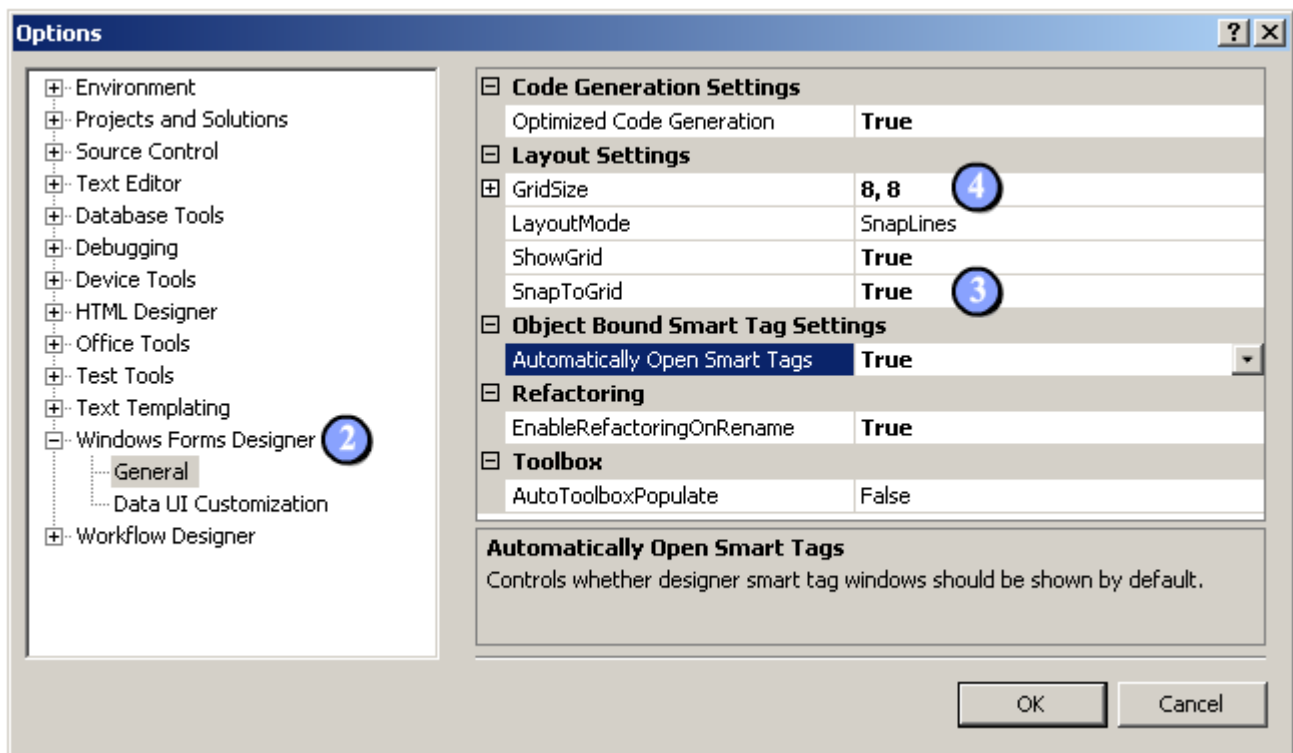 Options
Environment
Projects and Solutions
Source Control
Text Editor
Database Tools
Debugging
Device Tools
HTML Designer
Office Tools
Test Tools
Text Templating
Windows Forms Designer 2
General
Data UI Customization
Workflow Designer
Code Generation Settings
Optimized Code Generation True
Layout Settings
GridSize 8, 8 4
LayoutMode SnapLines
ShowGrid True
SnapToGrid True 3
Object Bound Smart Tag Settings
Automatically Open Smart Tags True
Refactoring
EnableRefactoringOnRename True
Toolbox
AutoToolboxPopulate False
Automatically Open Smart Tags
Controls whether designer smart tag windows should be shown by default.
OK Cancel